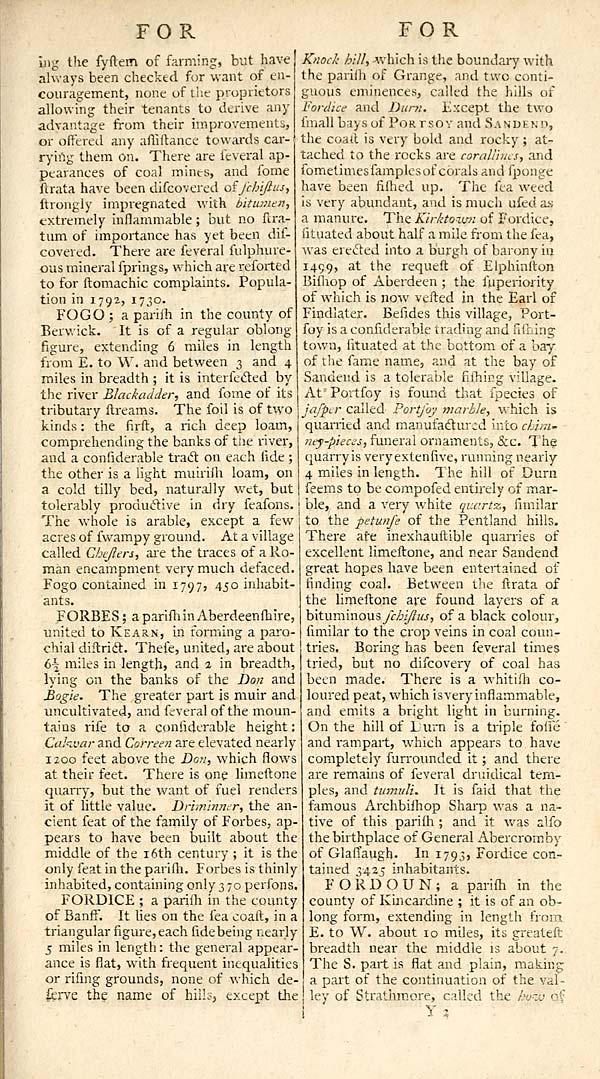 FOR
ing the ſyſtem of farming, but have
always been checked for want of en-
couragement, none of the proprietors
allowing their tenants to derive any
advantage from their improvements,
or offered any aſſiſtance towards car-
rying them on. There are ſeveral ap-
pearances of coal mines, and ſome
ſtrata have been diſcovered of ſchiſtus,
ſtrongly impregnated with bitumen,
extremely inflammable; but no ſtra-
tum of importance has yet been diſ-
covered. There are ſeveral ſulphure-
ous mineral ſprings, which are reſorted
to for ſtomachic complaints. Popula-
tion in 1792, 1730.
FOGO; a pariſh in the county of
Berwick. It is of a regular oblong
figure, extending 6 miles in length
from E. to W. and between 3 and 4
miles in breadth; it is interſected by
the river Blackadder, and ſome of its
tributary ſtreams. The ſoil is of two
kinds: the firſt, a rich deep loam,
comprehending the banks of the river,
and a conſiderable tract on each ſide;
the other is a light muiriſh loam, on
a cold tilly bed, naturally wet, but
tolerably productive in dry ſeaſons.
The whole is arable, except a few
acres of ſwampy ground. At a village
called Cheſters, are the traces of a Ro-
man encampment very much defaced.
Fogo contained in 1797, 450 inhabit-
ants.
FORBES; a pariſh in Aberdeenſhire,
united to KEARN, in forming a paro-
chial diſtrict. Theſe, united, are about
6½ miles in length, and 2 in breadth,
lying on the banks of the Don and
Bogie. The greater part is muir and
uncultivated, and ſeveral of the moun-
tains riſe to a conſiderable height:
Calwar and Correen are elevated nearly
1200 feet above the Don, which flows
at their feet. There is one limeſtone
quarry, but the want of fuel renders
it of little value. Driminner, the an-
cient ſeat of the family of Forbes, ap-
pears to have been built about the
middle of the 16th century; it is the
only ſeat in the pariſh. Forbes is thinly
inhabited, containing only 370 perſons.
FORDICE; a pariſh in the county
of Banff. It lies on the ſea coaſt, in a
triangular figure, each ſide being nearly
5 miles in length: the general appear-
ance is flat, with frequent inequalities
or riſing grounds, none of which de-
ſerve the name of hills, except the
FOR
Knock hill, which is the boundary with
the pariſh of Grange, and two conti-
guous eminences, called the hills of
Fordice and Durn. Except the two
ſmall bays of PORTSOY and SANDEND,
the coaſt is very bold and rocky; at-
tached to the rocks are corallines, and
ſometimes ſamples of corals and ſponge
have been fiſhed up. The ſea weed
is very abundant, and is much uſed as
a manure. The Kirktown of Fordice,
ſituated about half a mile from the ſea,
was erected into a burgh of barony in
1499, at the requeſt of Elphinſton
Biſhop of Aberdeen; the ſuperiority
of which is now veſted in the Earl of
Findlater. Beſides this village, Port-
ſoy is a conſiderable trading and fiſhing
town, ſituated at the bottom of a bay
of the ſame name, and at the bay of
Sandend is a tolerable fiſhing village.
At Portſoy is found that ſpecies of
jaſper called Portſoy marble, which is
quarried and manufactured into chim-
ney-pieces, funeral ornaments, &c. The
quarry is very extenſive, running nearly
4 miles in length. The hill of Durn
ſeems to be compoſed entirely of mar-
ble, and a very white quartz, ſimilar
to the petunſe of the Pentland hills.
There are inexhauſtible quarries of
excellent limeſtone, and near Sandend
great hopes have been entertained of
finding coal. Between the ſtrata of
the limeſtone are found layers of a
bituminous ſchiſtus, of a black colour,
ſimilar to the crop veins in coal coun-
tries. Boring has been ſeveral times
tried, but no diſcovery of coal has
been made. There is a whitiſh co-
loured peat, which is very inflammable,
and emits a bright light in burning.
On the hill of Durn is a triple foſſé
and rampart, which appears to have
completely ſurrounded it; and there
are remains of ſeveral druidical tem-
ples, and tumuli. It is ſaid that the
famous Archbiſhop Sharp was a na-
tive of this pariſh; and it was alſo
the birthplace of General Abercromby
of Glaſſaugh. In 1793, Fordice con-
tained 3425 inhabitants.
FORDOUN; a pariſh in the
county of Kincardine; it is of an ob-
long form, extending in length from
E. to W. about 10 miles, its greateſt
breadth near the middle is about 7.
The S. part is flat and plain, making
a part of the continuation of the val-
ley of Strathmore, called the how of
Y 2